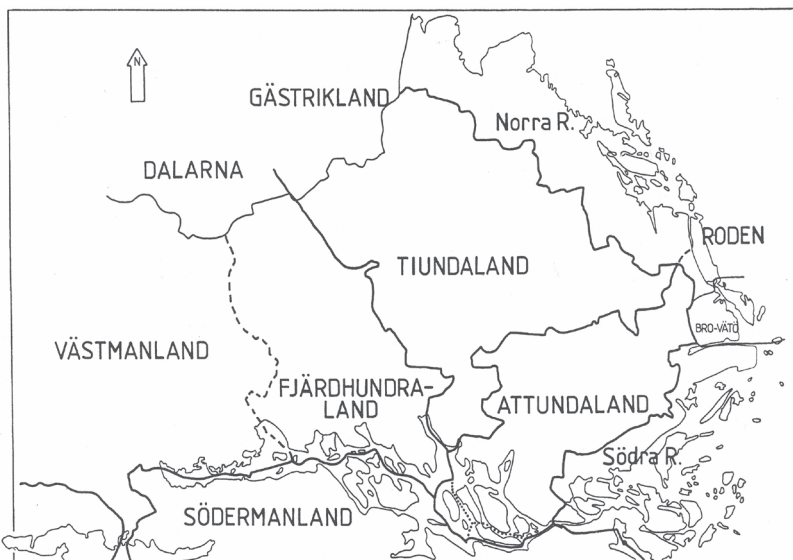 N
GÄSTRIKLAND
Norra R.
DALARNA
RODEN
TIUNDALAND
BRO-VÄTÖ
VÄSTMANLAND
FJÄRDHUNDRA-
LAND
ATTUNDALAND
Södra R.
SÖDERMANLAND